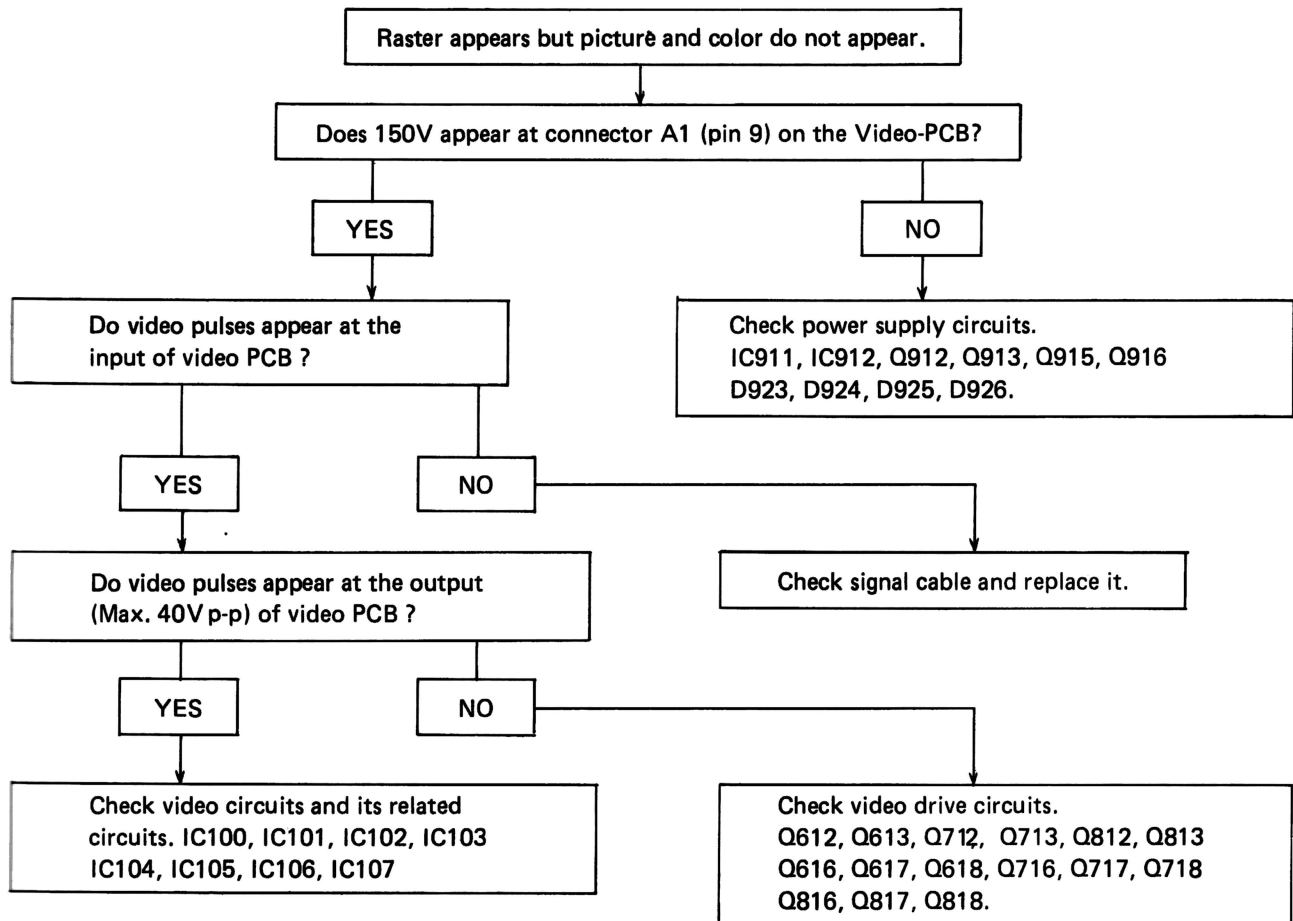 Raster appears but picture and color do not appear.
Does 150V appear at connector A1 (pin 9) on the Video-PCB?
YES
NO
Do video pulses appear at the
input of video PCB ?
Check power supply circuits.
IC911, IC912, Q912, Q913, Q915, Q916
D923, D924, D925, D926.
YES
NO
Do video pulses appear at the output
(Max. 40V p-p) of video PCB ?
Check signal cable and replace it.
YES
NO
Check video circuits and its related
circuits. IC100, IC101, IC102, IC103
IC104, IC105, IC106, IC107
Check video drive circuits.
Q612, Q613, Q712, Q713, Q812, Q813
Q616, Q617, Q618, Q716, Q717, Q718
Q816, Q817, Q818.